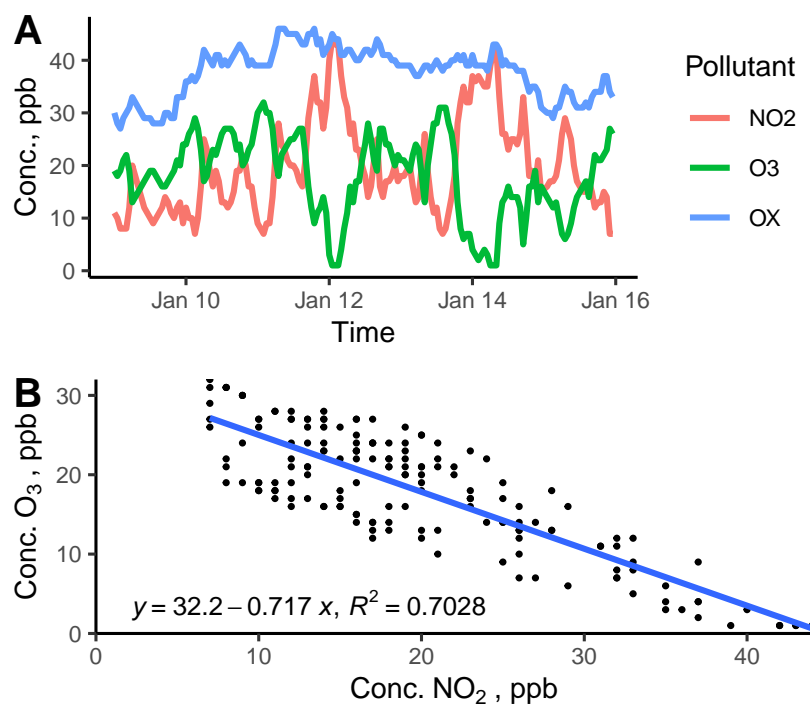 A
Conc., ppb
40
30
20
10
0
Jan 10
Jan 12
Jan 14
Jan 16
Time
Pollutant
NO2
O3
OX
B
Conc. O₃ , ppb
30
20
10
0
y = 32.2 − 0.717 x, R² = 0.7028
0
10
20
30
40
Conc. NO₂ , ppb